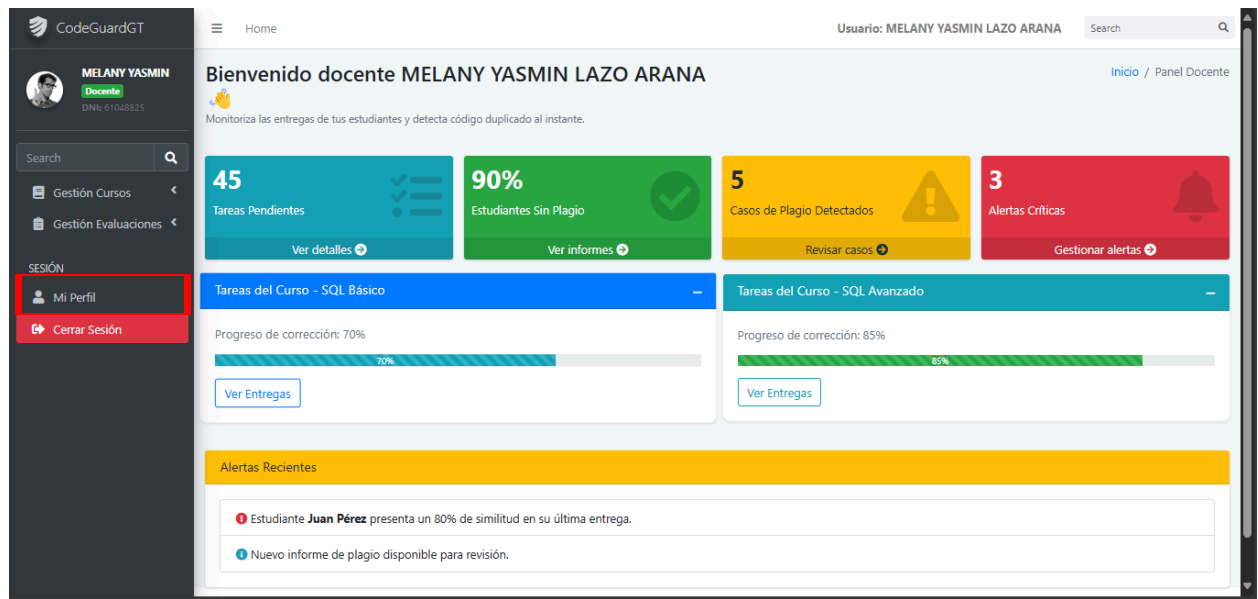 CodeGuardGT
Home
Usuario: MELANY YASMIN LAZO ARANA
Search
MELANY YASMIN
Docente
DNI: 61048825
Search
Gestión Cursos
Gestión Evaluaciones
SESIÓN
Mi Perfil
Cerrar Sesión
Bienvenido docente MELANY YASMIN LAZO ARANA
Inicio / Panel Docente
Monitoriza las entregas de tus estudiantes y detecta código duplicado al instante.
45
Tareas Pendientes
Ver detalles
90%
Estudiantes Sin Plagio
Ver informes
5
Casos de Plagio Detectados
Revisar casos
3
Alertas Críticas
Gestionar alertas
Tareas del Curso - SQL Básico
Progreso de corrección: 70%
70%
Ver Entregas
Tareas del Curso - SQL Avanzado
Progreso de corrección: 85%
85%
Ver Entregas
Alertas Recientes
Estudiante Juan Pérez presenta un 80% de similitud en su última entrega.
Nuevo informe de plagio disponible para revisión.